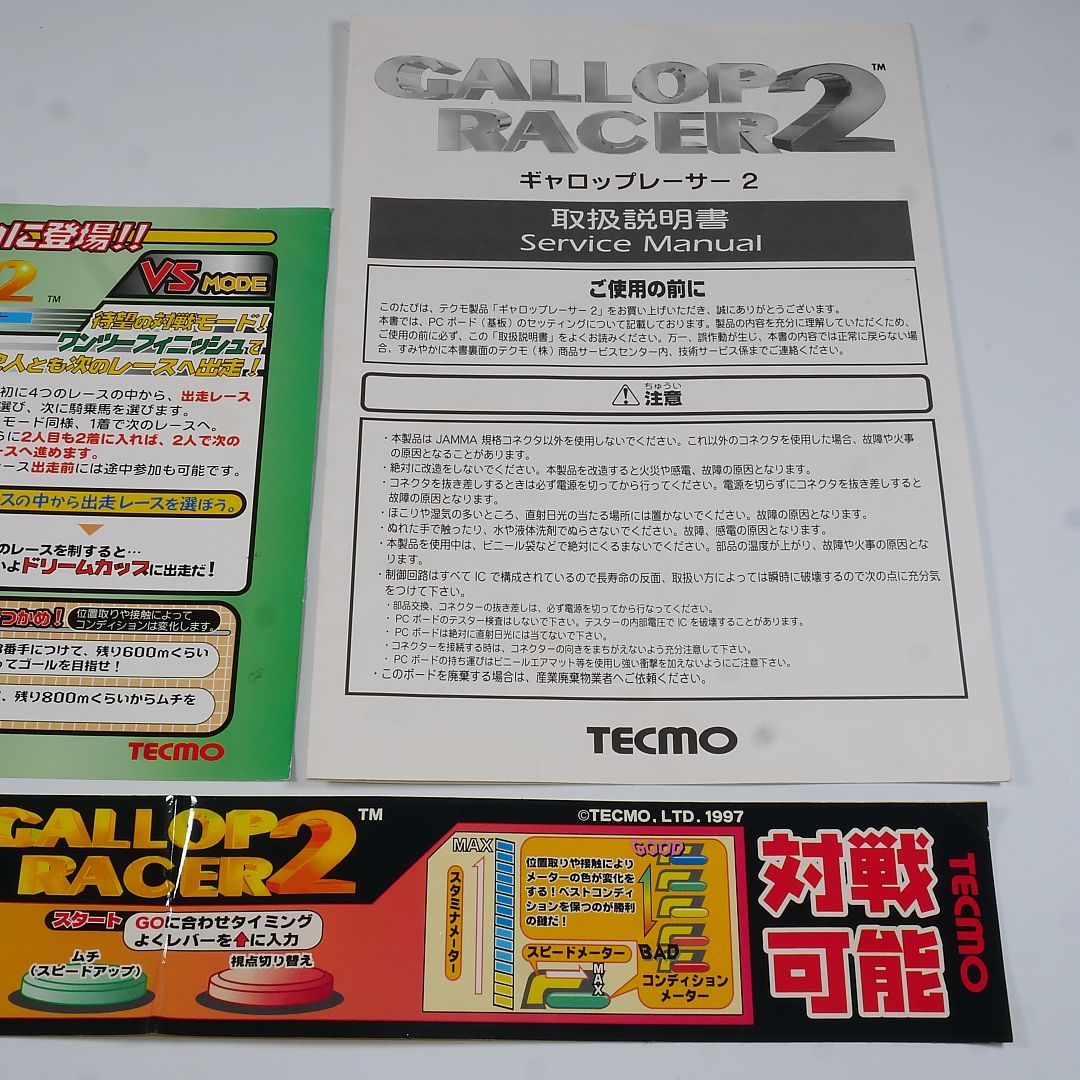 GALLOP
RACER 2 ™
ギャロップレーサー 2
取扱説明書
Service Manual
ご使用の前に
このたびは、テクモ製品「ギャロップレーサー 2」をお買い上げいただき、誠にありがとうございます。
本書では、PC ボード(基板)のセッティングについて記載しております。製品の内容を充分に理解していただくため、
ご使用の前に必ず、この「取扱説明書」をよくお読みください。万一、誤作動が生じ、本書の内容では正常に戻らない場
合、すみやかに本書裏面のテクモ(株)商品サービスセンター内、技術サービス係までご連絡ください。
ちゅうい
注意
・本製品は JAMMA 規格コネクタ以外を使用しないでください。これ以外のコネクタを使用した場合、故障や火事
の原因となることがあります。
・絶対に改造をしないでください。本製品を改造すると火災や感電、故障の原因となります。
・コネクタを抜き差しするときは必ず電源を切ってから行ってください。電源を切らずにコネクタを抜き差しすると
故障の原因となります。
・ほこりや湿気の多いところ、直射日光の当たる場所には置かないでください。故障の原因となります。
・ぬれた手で触ったり、水や液体洗剤でぬらさないでください。故障、感電の原因となります。
・本製品を使用中は、ビニール袋などで絶対にくるまないでください。部品の温度が上がり、故障や火事の原因とな
ります。
・制御回路はすべて IC で構成されているので長寿命の反面、取扱い方によっては瞬時に破壊するので次の点に充分気
をつけて下さい。
・部品交換、コネクターの抜き差しは、必ず電源を切ってから行なってください。
・PC ボードのテスター検査はしないで下さい。テスターの内部電圧で IC を破壊することがあります。
・PC ボードは絶対に直射日光には当てないで下さい。
・コネクターを接続する時は、コネクターの向きをまちがえないよう充分注意して下さい。
・PC ボードの持ち運びはビニールエアマット等を使用し強い衝撃を加えないようにご注意下さい。
・このボードを廃棄する場合は、産業廃棄物業者へご依頼ください。
TECMO
に登場!!
2 ™
VS MODE
待望の対戦モード!
ワンツーフィニッシュで
2人とも次のレースへ出走!
初に4つのレースの中から、出走レース
選び、次に騎乗馬を選びます。
モード同様、1着で次のレースへ。
らに2人目も2着に入れば、2人で次の
ースへ進めます。
ース出走前には途中参加も可能です。
スの中から出走レースを選ぼう。
のレースを制すると…
いよドリームカップに出走だ!
つかめ!
位置取りや接触によって
コンディションは変化します。
3番手につけて、残り600mくらい
ってゴールを目指せ!
、残り800mくらいからムチを
TECMO
GALLOP
RACER 2 ™
スタート
GOに合わせタイミング
よくレバーを⬆に入力
ムチ
(スピードアップ)
視点切り替え
©TECMO, LTD. 1997
MAX
スタミナメーター
位置取りや接触により
メーターの色が変化を
する!ベストコンディ
ションを保つのが勝利
の鍵だ!
GOOD
BAD
スピードメーター
MAX
コンディション
メーター
対戦
可能
TECMO